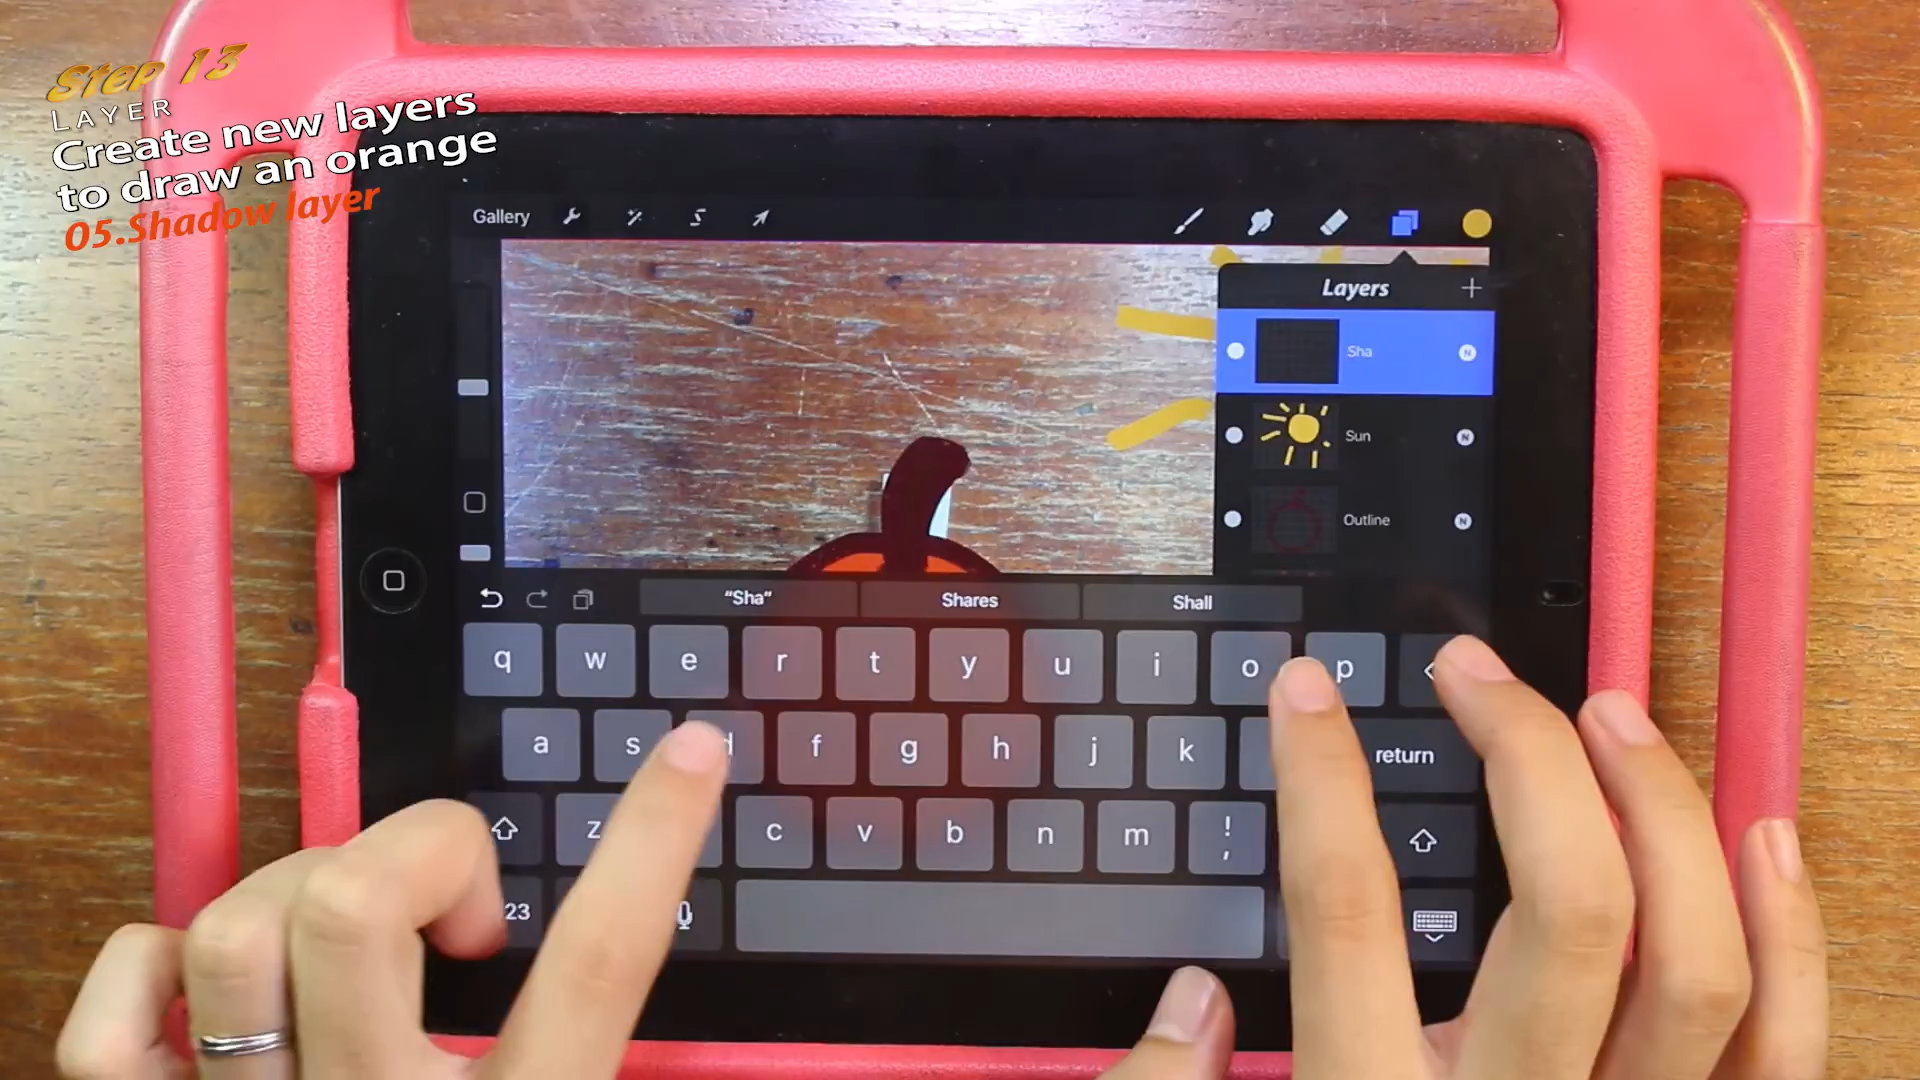 Step 13
LAYER
Create new layers
to draw an orange
05.Shadow layer
Gallery
Layers
Sha
N
Sun
N
Outline
N
“Sha” Shares Shall
q w e r t y u i o p
a s d f g h j k return
z c v b n m ! ,
23